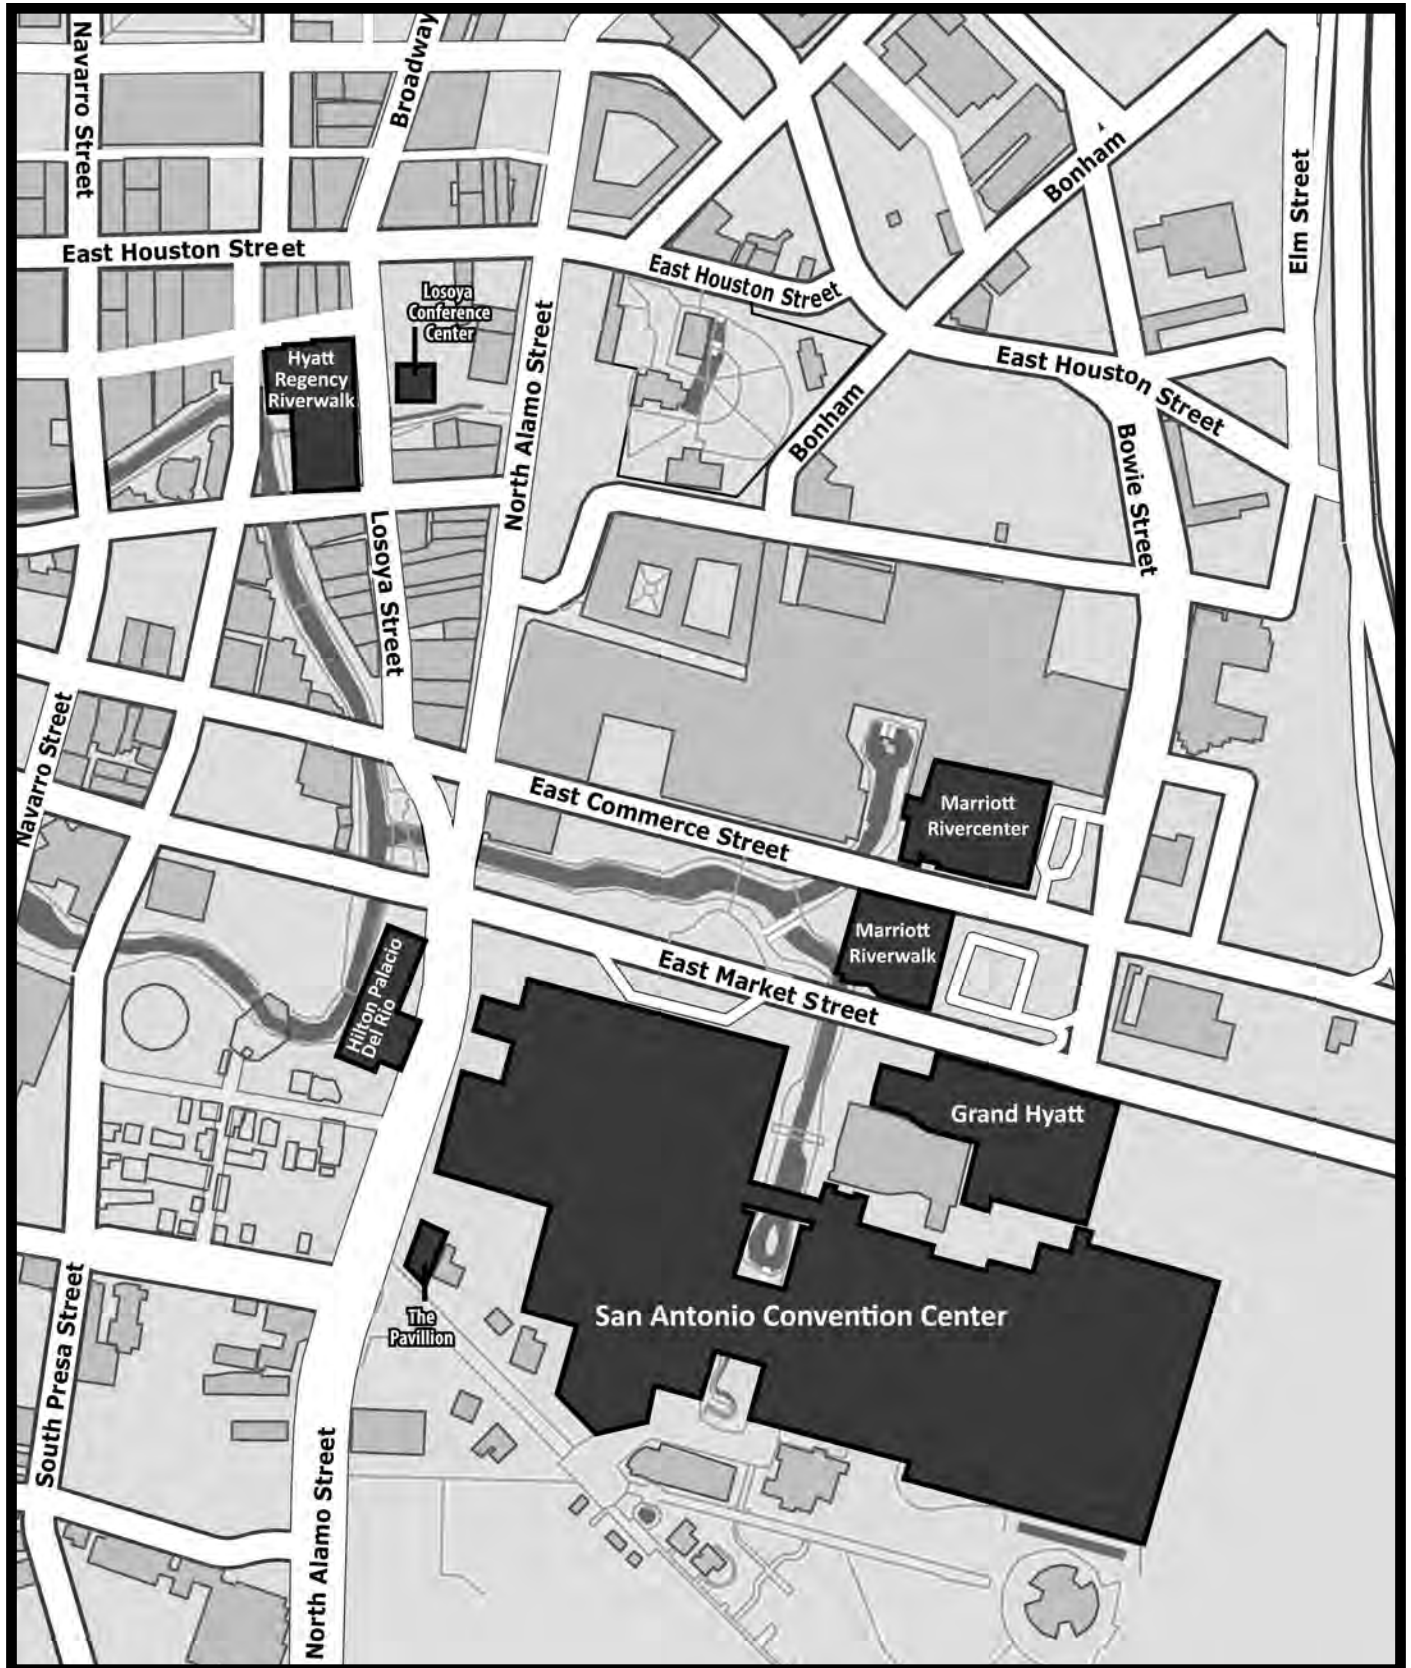 Navarro Street
Broadway
Bonham
Elm Street
East Houston Street
East Houston Street
Losoya
Conference
Center
North Alamo Street
Hyatt
Regency
Riverwalk
East Houston Street
Bonham
Bowie Street
Losoya Street
Navarro Street
East Commerce Street
Marriott
Rivercenter
Marriott
Riverwalk
Hilton Palacio
Del Rio
East Market Street
Grand Hyatt
San Antonio Convention Center
The
Pavillion
South Presa Street
North Alamo Street